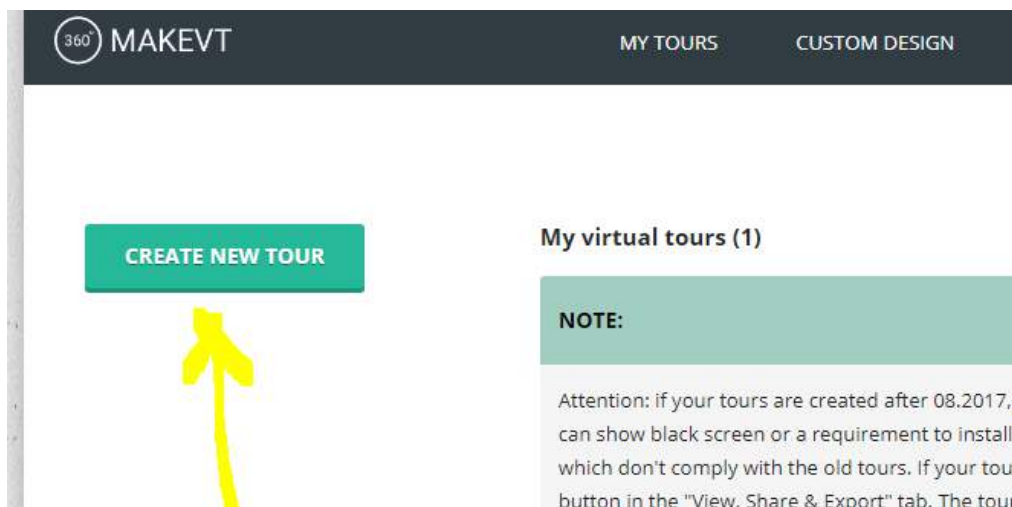 360° MAKEVT
MY TOURS
CUSTOM DESIGN
CREATE NEW TOUR
My virtual tours (1)
NOTE:
Attention: if your tours are created after 08.2017,
can show black screen or a requirement to install
which don't comply with the old tours. If your tou
button in the "View, Share & Export" tab. The tour